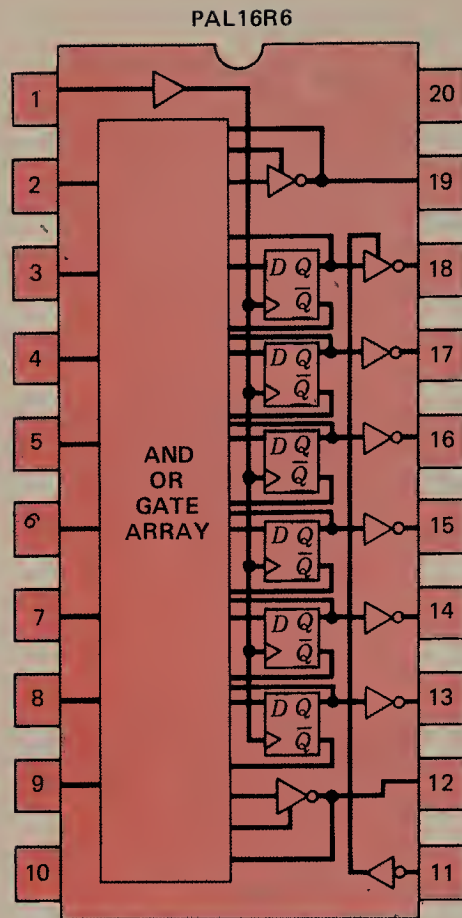 PAL16R6
1
20
2
19
3
18
4
17
5
16
6
15
7
14
8
13
9
12
10
11
AND
OR
GATE
ARRAY
D Q
Q̅
D Q
Q̅
D Q
Q̅
D Q
Q̅
D Q
Q̅
D Q
Q̅